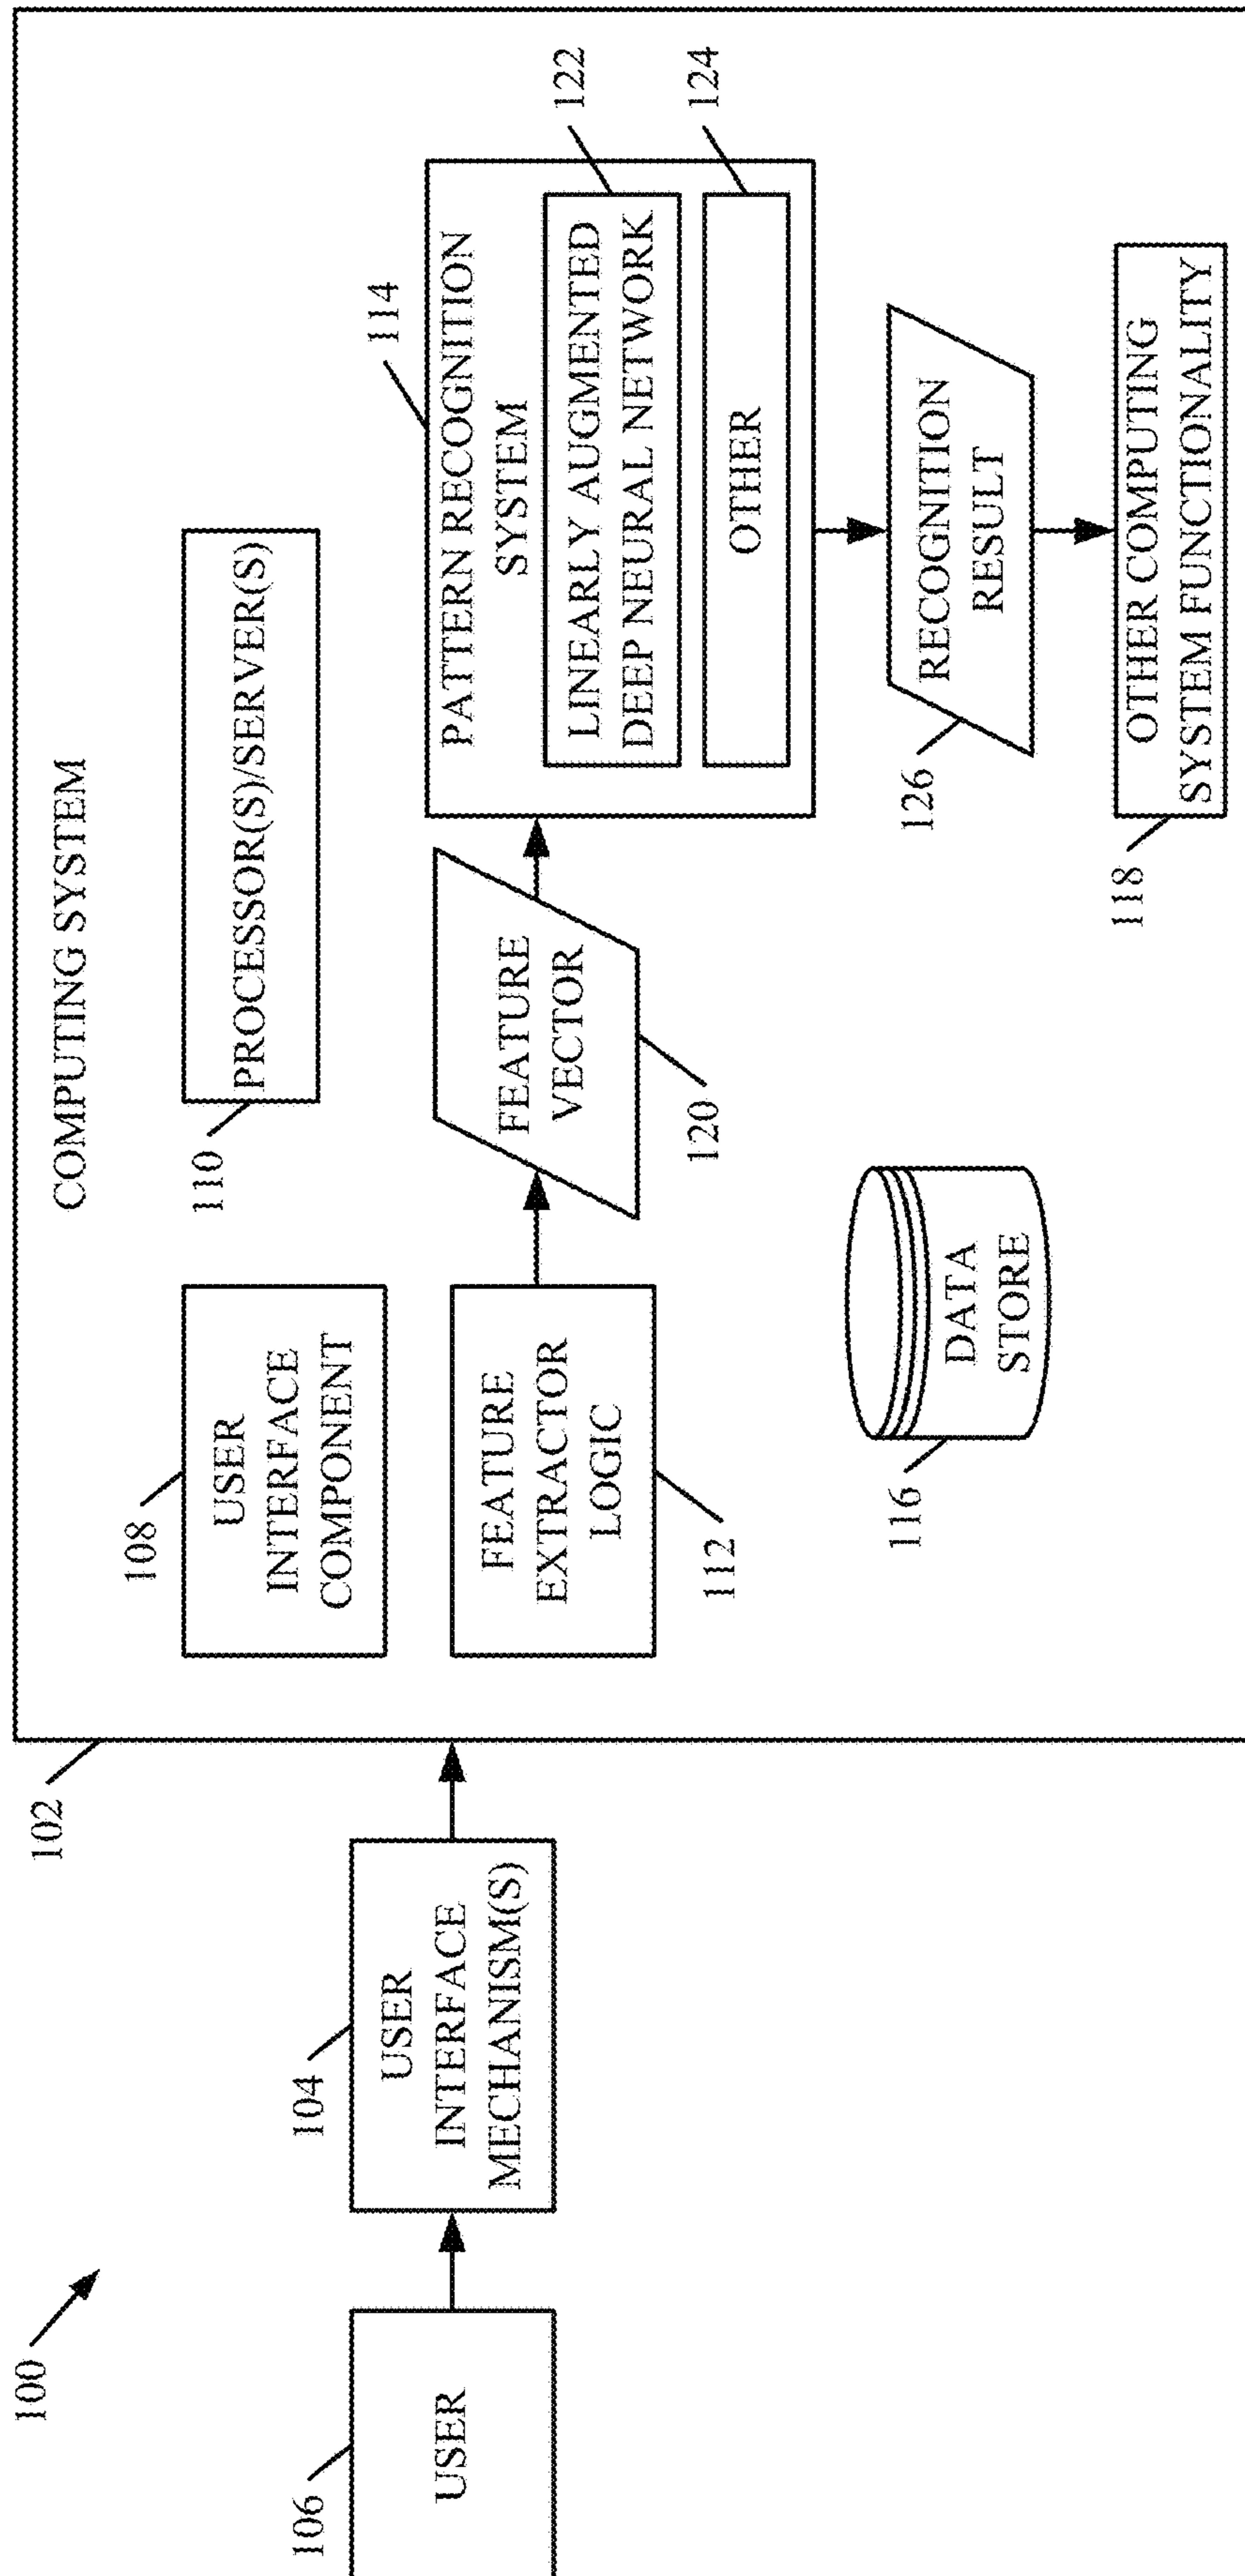 100
106
USER
104
USER
INTERFACE
MECHANISM(S)
102
COMPUTING SYSTEM
108
USER
INTERFACE
COMPONENT
110
PROCESSOR(S)/SERVER(S)
FEATURE
EXTRACTOR
LOGIC
112
FEATURE
VECTOR
120
114
PATTERN RECOGNITION
SYSTEM
LINEARLY AUGMENTED
DEEP NEURAL NETWORK
122
OTHER
124
DATA
STORE
116
RECOGNITION
RESULT
126
OTHER COMPUTING
SYSTEM FUNCTIONALITY
118